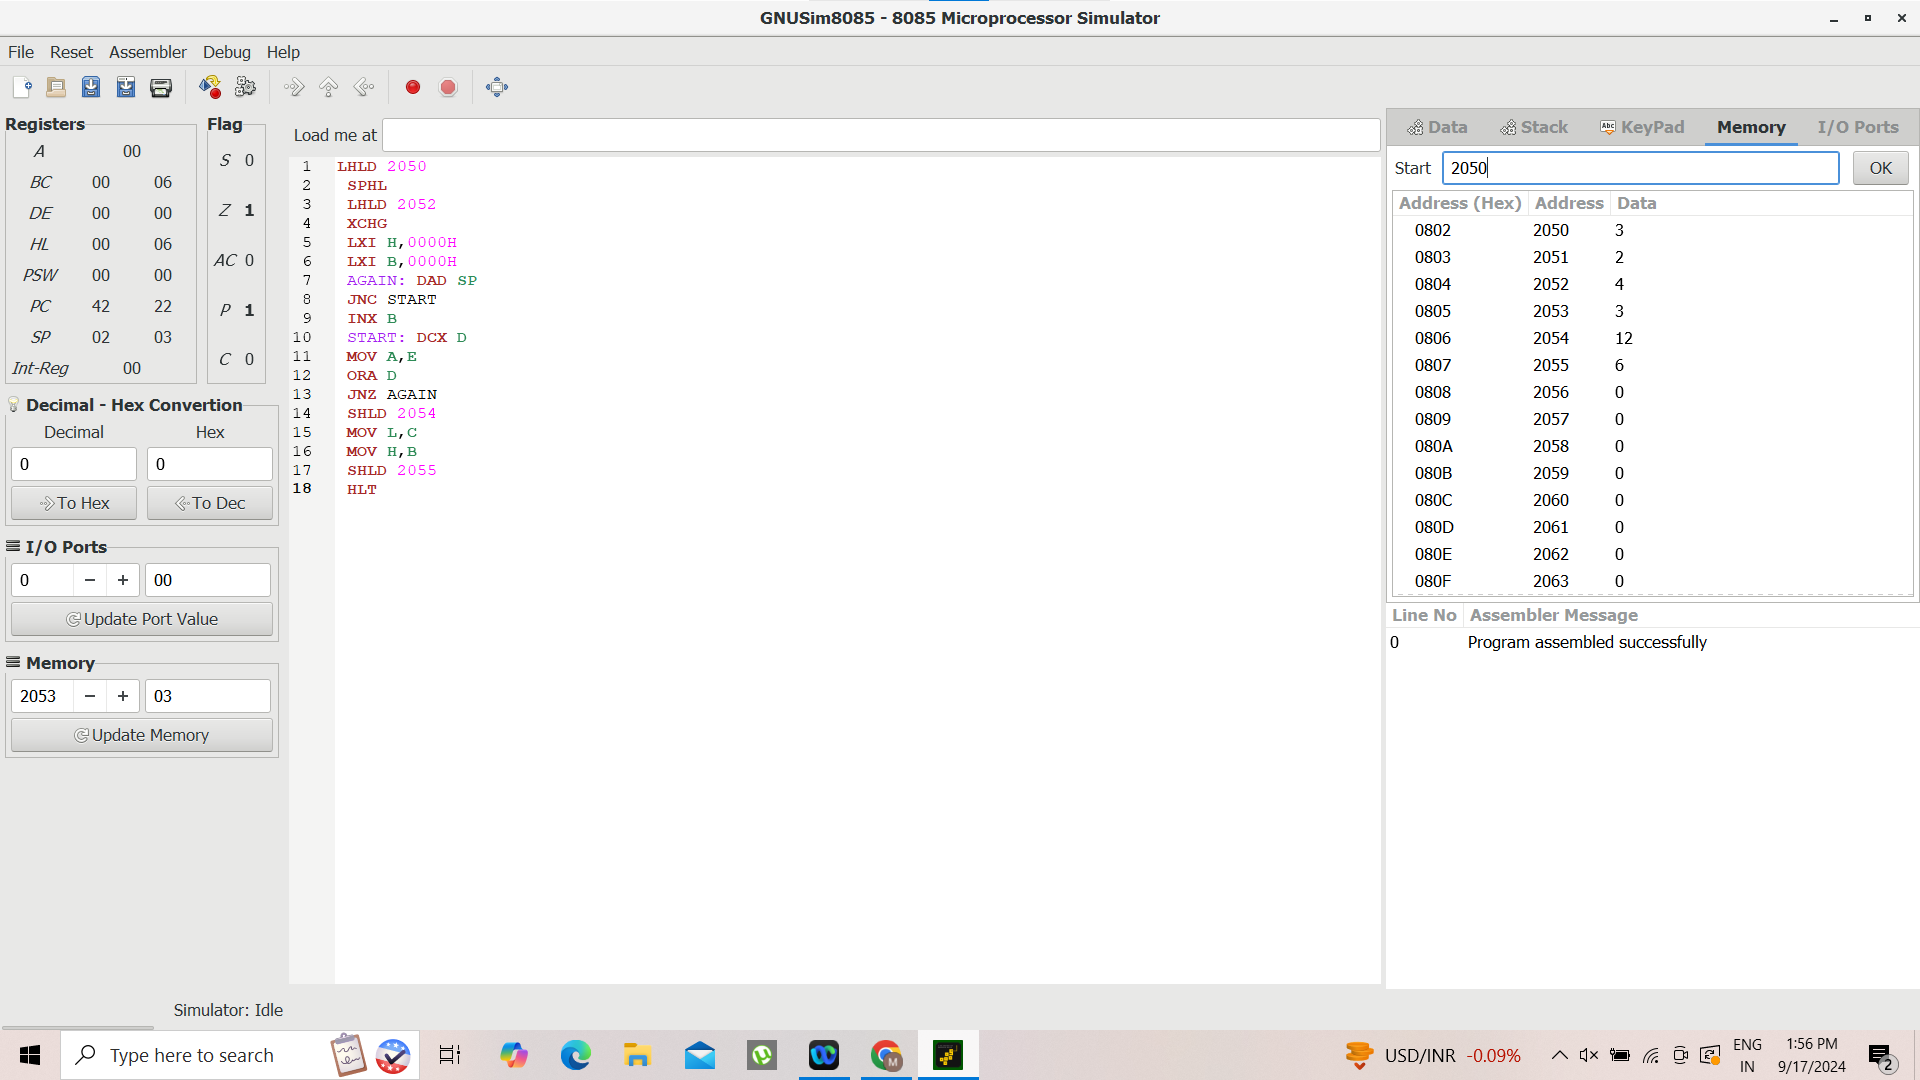 GNUSim8085 - 8085 Microprocessor Simulator
File Reset Assembler Debug Help
Registers
A 00
BC 00 06
DE 00 00
HL 00 06
PSW 00 00
PC 42 22
SP 02 03
Int-Reg 00
Flag
S 0
Z 1
AC 0
P 1
C 0
Decimal - Hex Convertion
Decimal Hex
0 0
To Hex To Dec
I/O Ports
0 − + 00
Update Port Value
Memory
2053 − + 03
Update Memory
Load me at
1 LHLD 2050
2 SPHL
3 LHLD 2052
4 XCHG
5 LXI H,0000H
6 LXI B,0000H
7 AGAIN: DAD SP
8 JNC START
9 INX B
10 START: DCX D
11 MOV A,E
12 ORA D
13 JNZ AGAIN
14 SHLD 2054
15 MOV L,C
16 MOV H,B
17 SHLD 2055
18 HLT
Data Stack Abc KeyPad Memory I/O Ports
Start 2050 OK
Address (Hex) Address Data
0802 2050 3
0803 2051 2
0804 2052 4
0805 2053 3
0806 2054 12
0807 2055 6
0808 2056 0
0809 2057 0
080A 2058 0
080B 2059 0
080C 2060 0
080D 2061 0
080E 2062 0
080F 2063 0
Line No Assembler Message
0 Program assembled successfully
Simulator: Idle
Type here to search
M
USD/INR -0.09%
ENG
IN
1:56 PM
9/17/2024
2